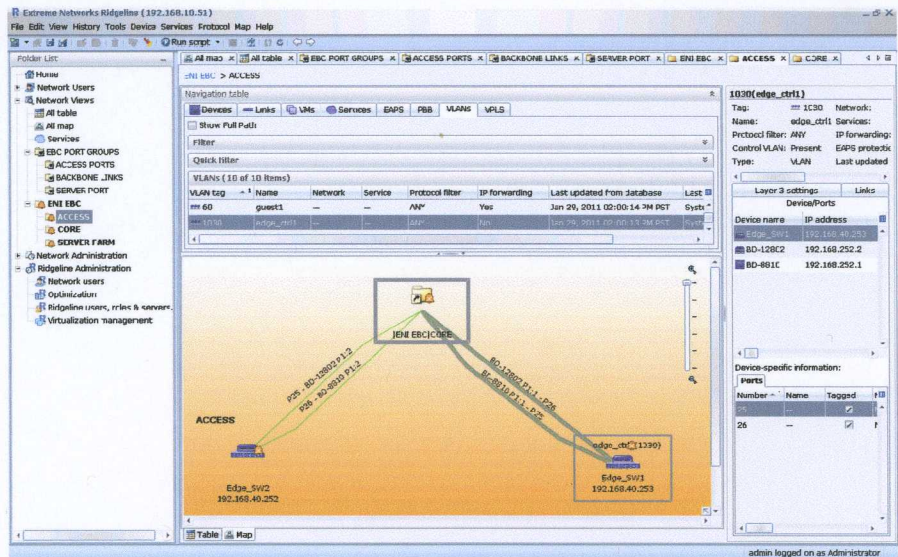 Extreme Networks Ridgeline (192.168.10.51)
File Edit View History Tools Device Services Protocol Map Help
Run script
Folder List
Home
Network Users
Network Views
All table
All map
Services
EBC PORT GROUPS
ACCESS PORTS
BACKBONE LINKS
SERVER PORT
ENI EBC
ACCESS
CORE
SERVER FARM
Network Administration
Ridgeline Administration
Network users
Optimization
Ridgeline users, roles & servers
Virtualization management
All map All table EBC PORT GROUPS ACCESS PORTS BACKBONE LINKS SERVER PORT ENI EBC ACCESS CORE
ENI EBC > ACCESS
Navigation table
Devices Links VMs Services EAPS PBB VLANs VPLS
Show Full Path
Filter
Quick filter
VLANs (10 of 10 items)
VLAN tag 1 Name Network Service Protocol filter IP forwarding Last updated from database Last
60 guest1 -- -- ANY Yes Jan 29, 2011 02:00:14 PM PST Syst
1030 edge_ctrl1 -- -- ANY No Jan 29, 2011 02:00:13 PM PST Syst
|ENI EBC|CORE
P25 - BD-12802 P1:2
P26 - BD-8810 P1:2
BD-12802 P1:1 - P26
BD-8810 P1:1 - P25
ACCESS
Edge_SW2
192.168.40.252
(1030)
Edge_SW1
192.168.40.253
Table Map
1030(edge_ctrl1)
Tag: 1030 Network:
Name: edge_ctrl1 Services:
Protocol filter: ANY IP forwarding:
Control VLAN: Present EAPS protectic
Type: VLAN Last updated
Layer 3 settings Links
Device/Ports
Device name IP address
Edge_SW1 192.168.40.253
BD-12802 192.168.252.2
BD-8810 192.168.252.1
Device-specific information:
Ports
Number Name Tagged
25 --
26 --
admin logged on as Administrator